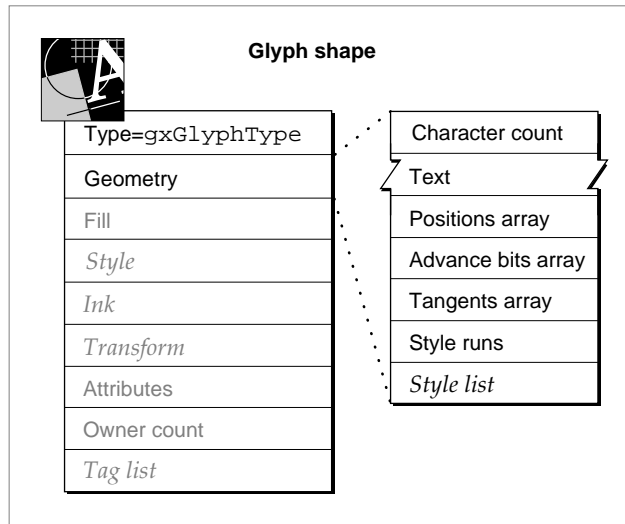 Glyph shape
Type=gxGlyphType
Geometry
Fill
Style
Ink
Transform
Attributes
Owner count
Tag list
Character count
Text
Positions array
Advance bits array
Tangents array
Style runs
Style list